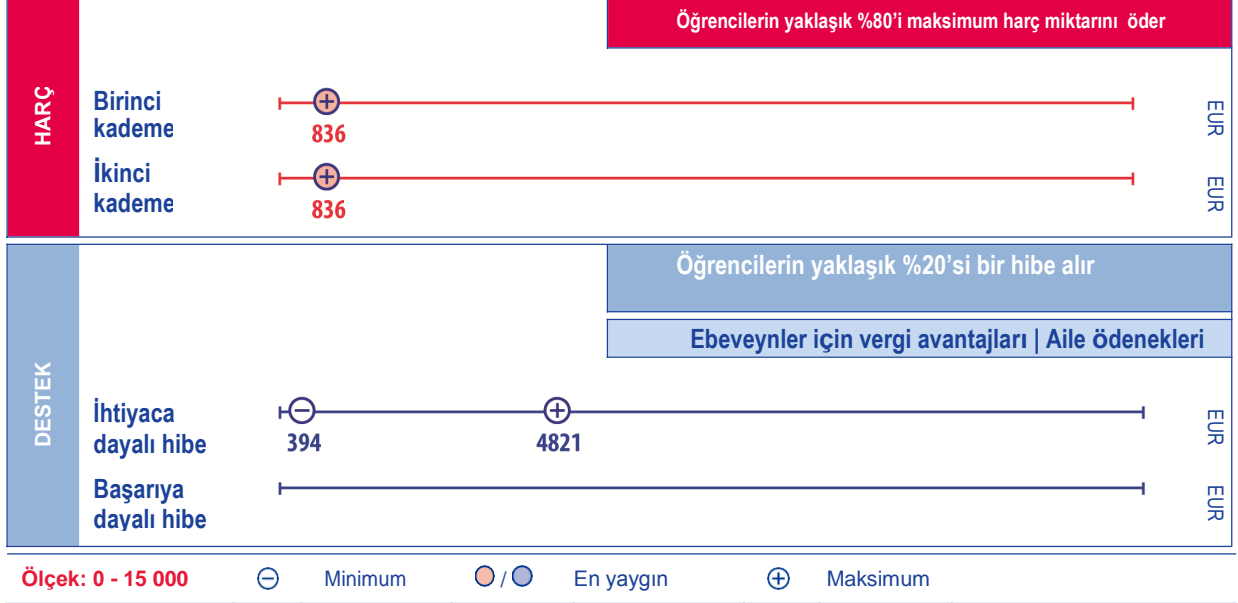 Öğrencilerin yaklaşık %80’i maksimum harç miktarını öder
HARÇ
Birinci
kademe
836
EUR
İkinci
kademe
836
EUR
Öğrencilerin yaklaşık %20’si bir hibe alır
Ebeveynler için vergi avantajları | Aile ödenekleri
DESTEK
İhtiyaca
dayalı hibe
394
4821
EUR
Başarıya
dayalı hibe
EUR
Ölçek: 0 - 15 000
Minimum
/
En yaygın
Maksimum